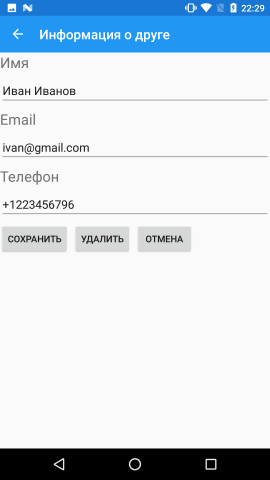 22:29
Информация о друге
Имя
Иван Иванов
Email
ivan@gmail.com
Телефон
+1223456796
СОХРАНИТЬ УДАЛИТЬ ОТМЕНА